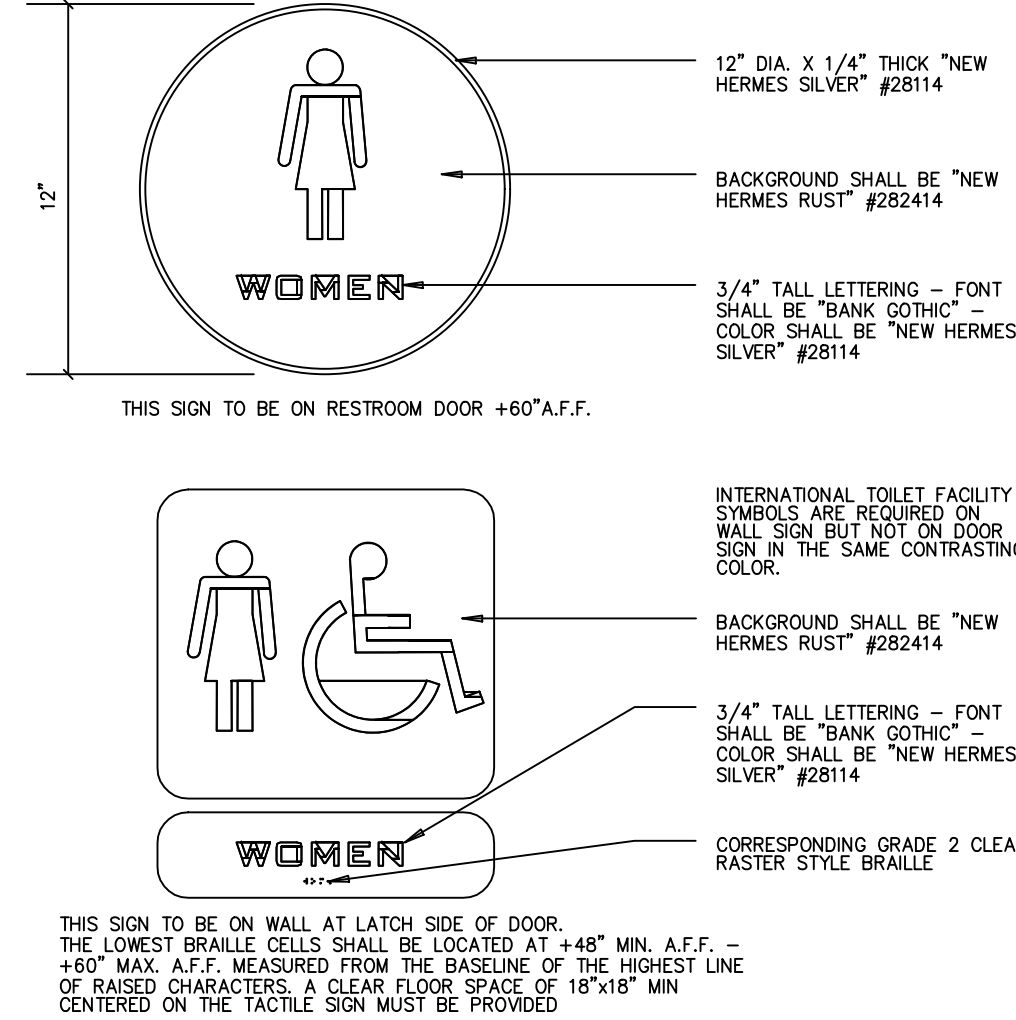 12” DIA. X 1/4” THICK ”NEW
HERMES SILVER” #28114
12”
BACKGROUND SHALL BE ”NEW
HERMES RUST” #282414
WOMEN
3/4” TALL LETTERING – FONT
SHALL BE ”BANK GOTHIC” –
COLOR SHALL BE ”NEW HERMES
SILVER” #28114
THIS SIGN TO BE ON RESTROOM DOOR +60”A.F.F.
INTERNATIONAL TOILET FACILITY
SYMBOLS ARE REQUIRED ON
WALL SIGN BUT NOT ON DOOR
SIGN IN THE SAME CONTRASTING
COLOR.
BACKGROUND SHALL BE ”NEW
HERMES RUST” #282414
3/4” TALL LETTERING – FONT
SHALL BE ”BANK GOTHIC” –
COLOR SHALL BE ”NEW HERMES
SILVER” #28114
WOMEN
CORRESPONDING GRADE 2 CLEA
RASTER STYLE BRAILLE
THIS SIGN TO BE ON WALL AT LATCH SIDE OF DOOR.
THE LOWEST BRAILLE CELLS SHALL BE LOCATED AT +48” MIN. A.F.F. –
+60” MAX. A.F.F. MEASURED FROM THE BASELINE OF THE HIGHEST LINE
OF RAISED CHARACTERS. A CLEAR FLOOR SPACE OF 18”x18” MIN
CENTERED ON THE TACTILE SIGN MUST BE PROVIDED